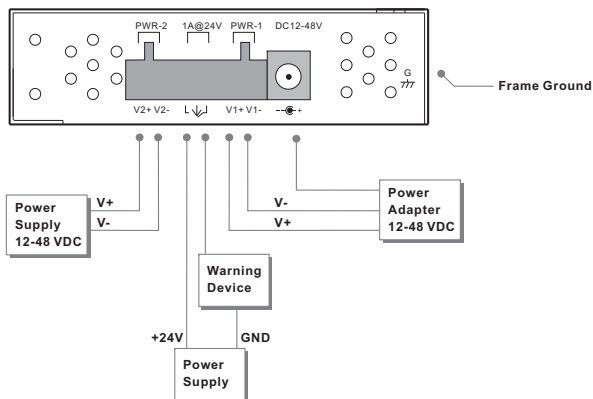 PWR-2 1A@24V PWR-1 DC12-48V
G
V2+ V2- V1+ V1- - +
Frame Ground
V+
V-
Power
Supply
12-48 VDC
V-
V+
Power
Adapter
12-48 VDC
Warning
Device
+24V GND
Power
Supply